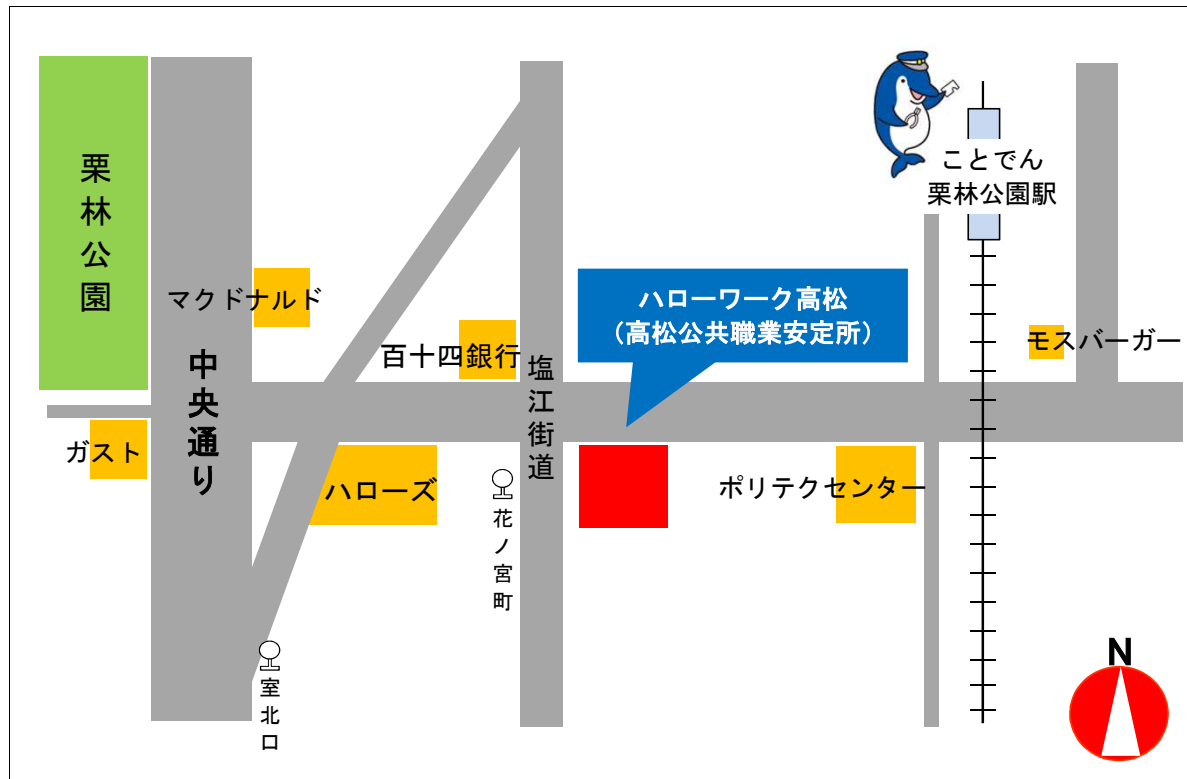 栗林公園
マクドナルド
中央通り
ガスト
百十四銀行
ハローズ
塩江街道
花ノ宮町
室北口
ハローワーク高松
（高松公共職業安定所）
ポリテクセンター
ことでん
栗林公園駅
モスバーガー
N